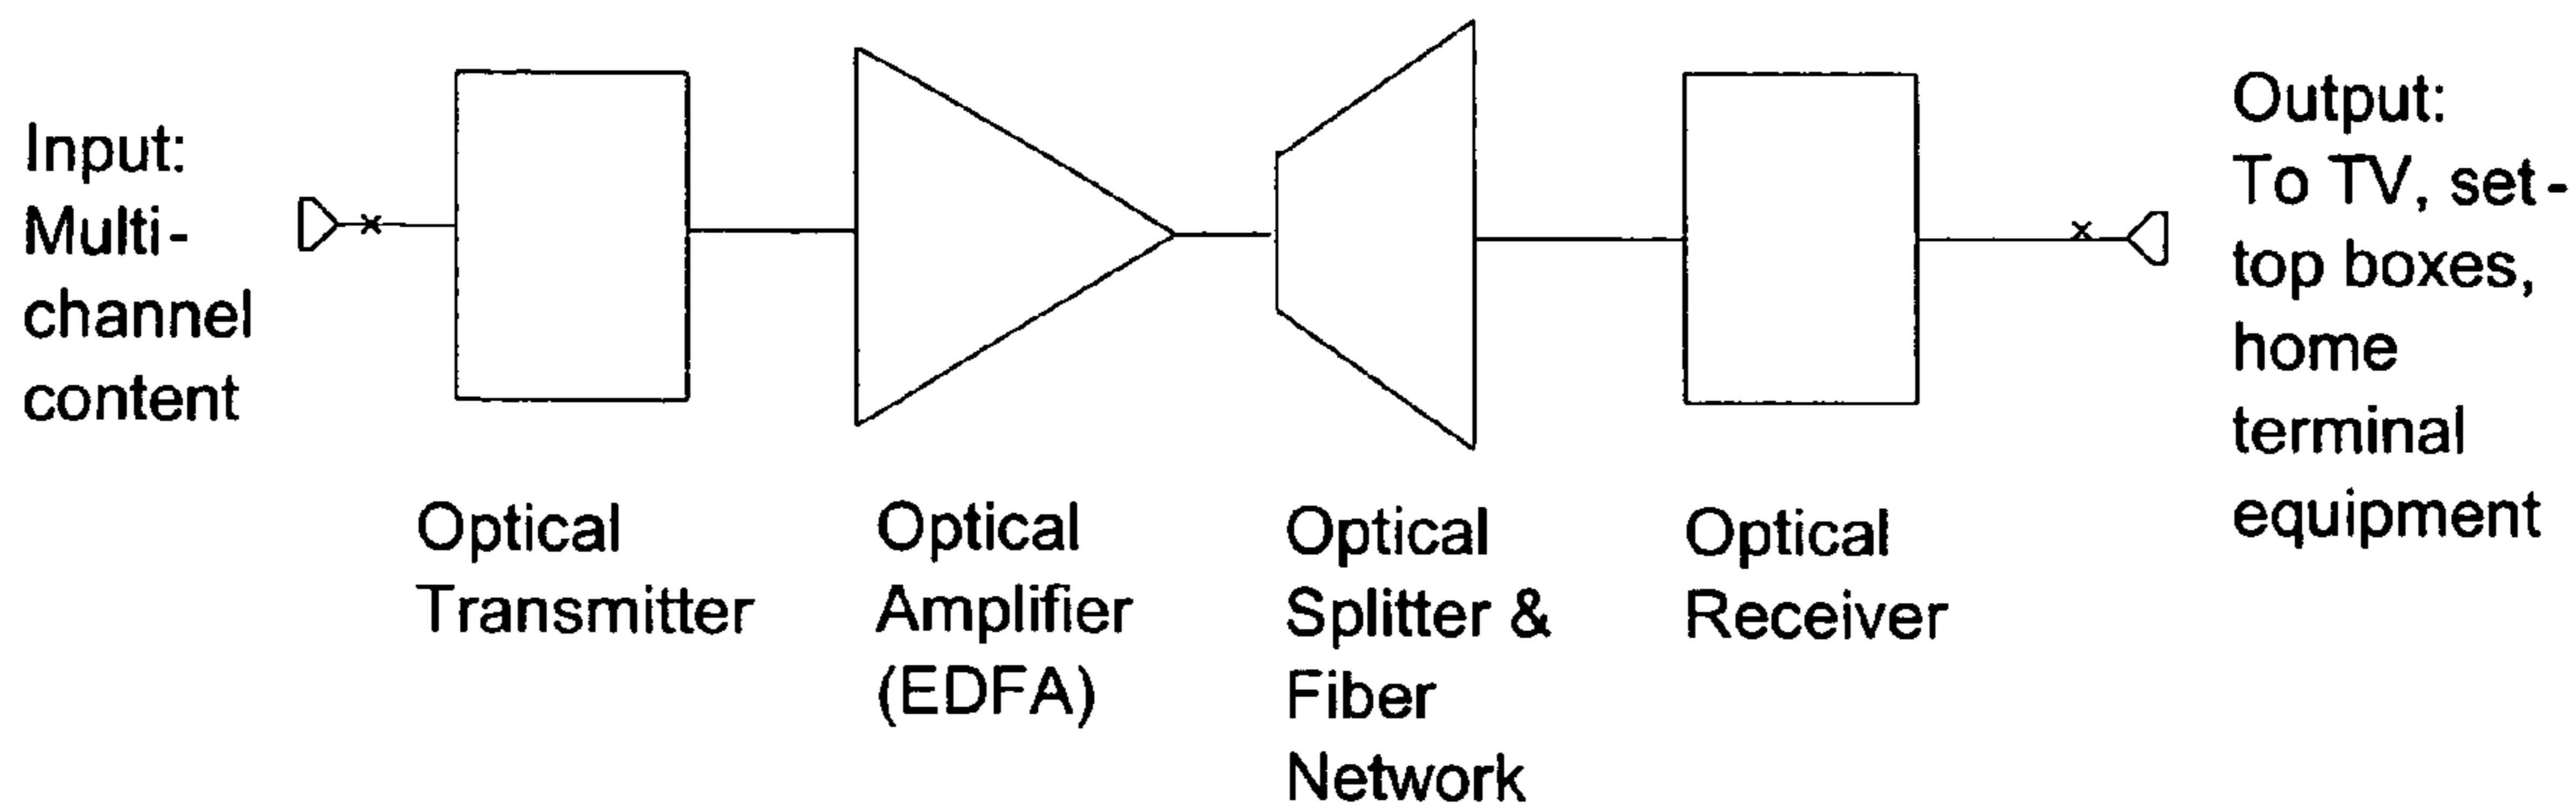 Input:
Multi-
channel
content
Optical
Transmitter
Optical
Amplifier
(EDFA)
Optical
Splitter &
Fiber
Network
Optical
Receiver
Output:
To TV, set-
top boxes,
home
terminal
equipment